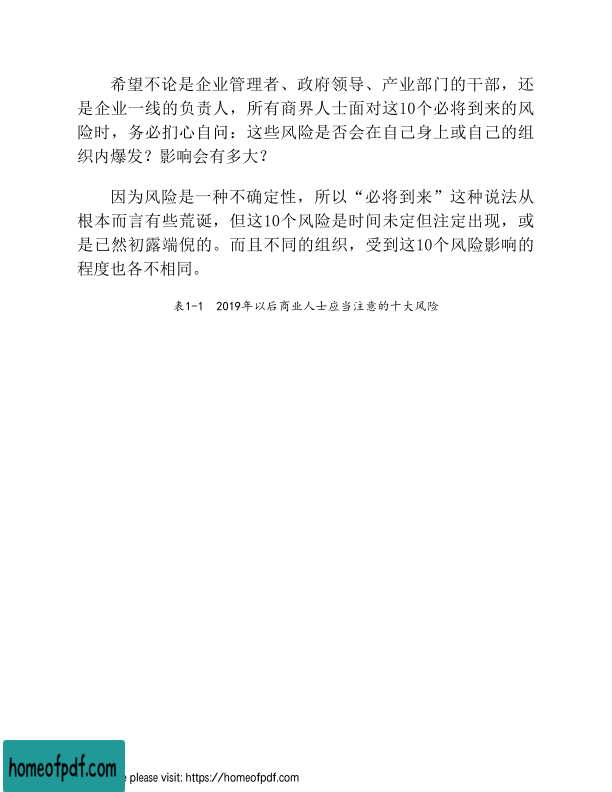 希望不论是企业管理者、政府领导、产业部门的干部，还
是企业一线的负责人，所有商界人士面对这10个必将到来的风
险时，务必扪心自问：这些风险是否会在自己身上或自己的组
织内爆发？影响会有多大？
因为风险是一种不确定性，所以“必将到来”这种说法从
根本而言有些荒诞，但这10个风险是时间未定但注定出现，或
是已然初露端倪的。而且不同的组织，受到这10个风险影响的
程度也各不相同。
表1-1 2019年以后商业人士应当注意的十大风险
homeofpdf.com
e please visit: https://homeofpdf.com